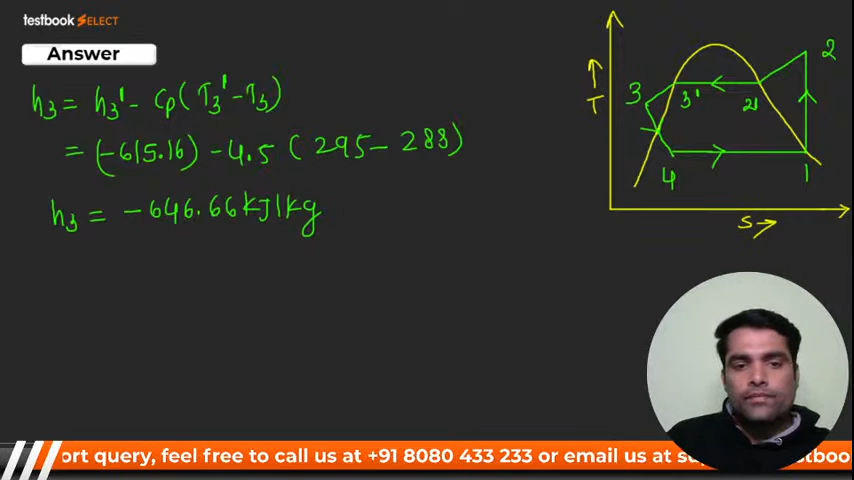 testbook SELECT
Answer
h3 = h3' - cp (T3' - T3)
= (-615.16) - 4.5 (295 - 288)
h3 = -646.66 kJ/kg
2
3
3'
2'
↑
T
4
1
S →
ort query, feel free to call us at +91 8080 433 233 or email us at su